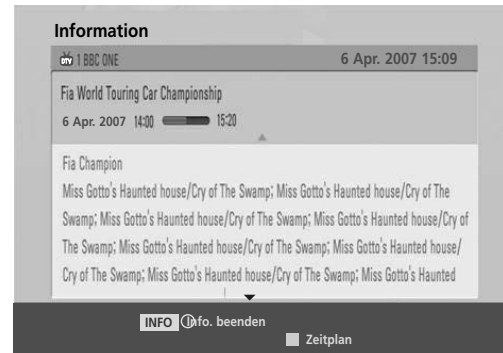 Information
DTV 1 BBC ONE 6 Apr. 2007 15:09
Fia World Touring Car Championship
6 Apr. 2007 14:00 15:20
Fia Champion
Miss Gotto's Haunted house/Cry of The Swamp; Miss Gotto's Haunted house/Cry of The
Swamp; Miss Gotto's Haunted house/Cry of The Swamp; Miss Gotto's Haunted house/Cry of
The Swamp; Miss Gotto's Haunted house/Cry of The Swamp; Miss Gotto's Haunted house/
Cry of The Swamp; Miss Gotto's Haunted house/Cry of The Swamp; Miss Gotto's Haunted
INFO ⓘ Info. beenden
Zeitplan